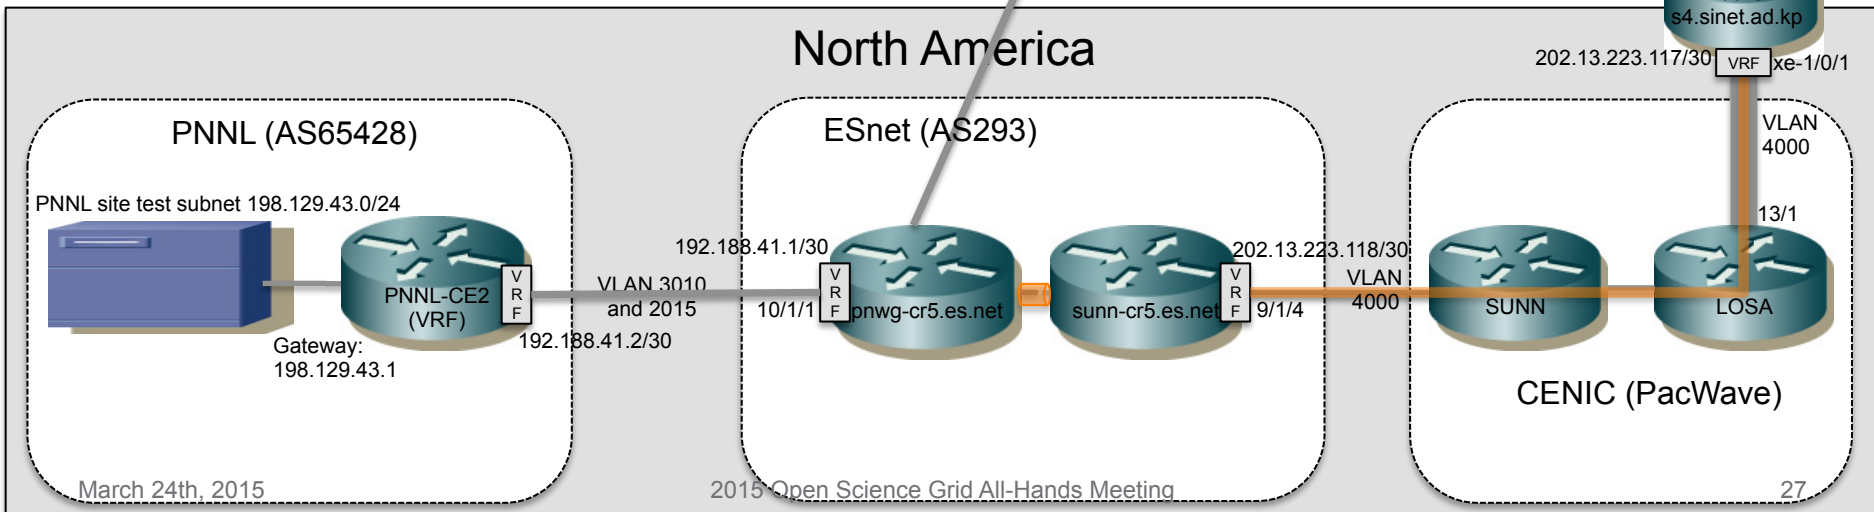 s4.sinet.ad.kp
North America
202.13.223.117/30
VRF
xe-1/0/1
PNNL (AS65428)
ESnet (AS293)
VLAN
4000
PNNL site test subnet 198.129.43.0/24
13/1
192.188.41.1/30
202.13.223.118/30
PNNL-CE2
(VRF)
VRF
VLAN 3010
and 2015
VRF
10/1/1
pnwg-cr5.es.net
sunn-cr5.es.net
VRF
9/1/4
VLAN
4000
SUNN
LOSA
192.188.41.2/30
Gateway:
198.129.43.1
CENIC (PacWave)
March 24th, 2015
2015 Open Science Grid All-Hands Meeting
27